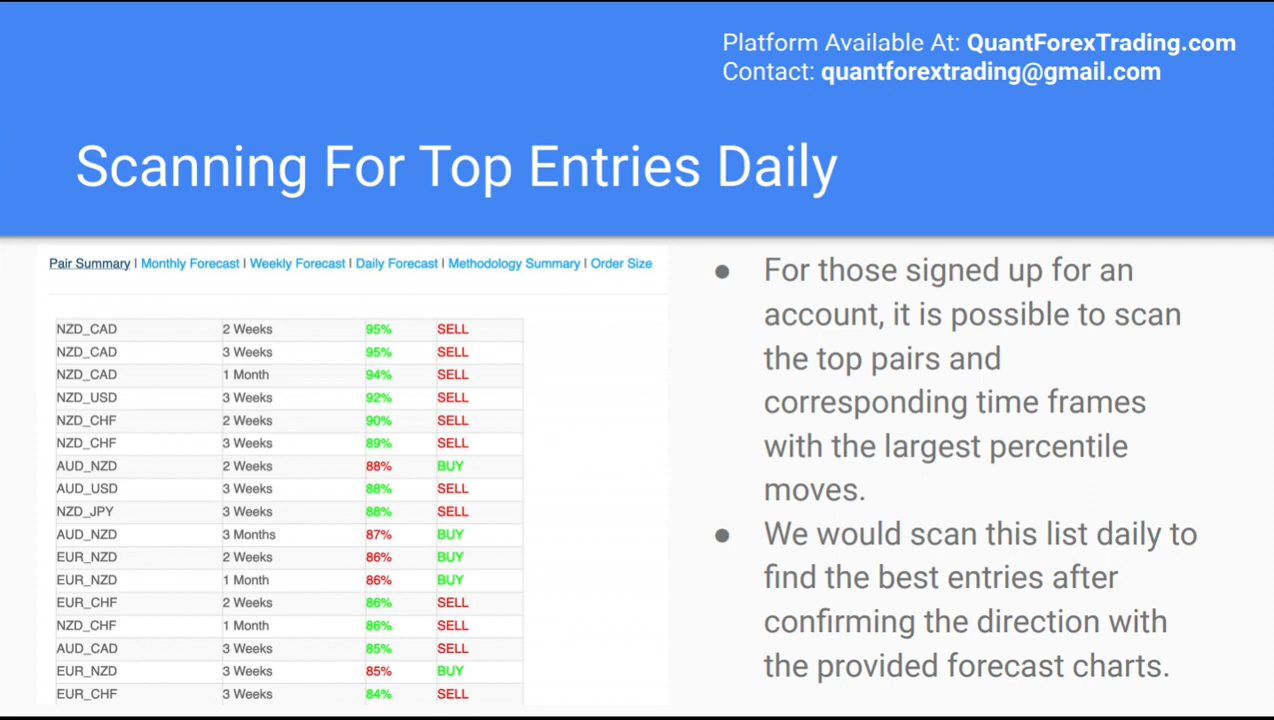 Platform Available At: QuantForexTrading.com
Contact: quantforextrading@gmail.com
Scanning For Top Entries Daily
Pair Summary | Monthly Forecast | Weekly Forecast | Daily Forecast | Methodology Summary | Order Size
NZD_CAD 2 Weeks 95% SELL
NZD_CAD 3 Weeks 95% SELL
NZD_CAD 1 Month 94% SELL
NZD_USD 3 Weeks 92% SELL
NZD_CHF 2 Weeks 90% SELL
NZD_CHF 3 Weeks 89% SELL
AUD_NZD 2 Weeks 88% BUY
AUD_USD 3 Weeks 88% SELL
NZD_JPY 3 Weeks 88% SELL
AUD_NZD 3 Months 87% BUY
EUR_NZD 2 Weeks 86% BUY
EUR_NZD 1 Month 86% BUY
EUR_CHF 2 Weeks 86% SELL
NZD_CHF 1 Month 86% SELL
AUD_CAD 3 Weeks 85% SELL
EUR_NZD 3 Weeks 85% BUY
EUR_CHF 3 Weeks 84% SELL
● For those signed up for an
account, it is possible to scan
the top pairs and
corresponding time frames
with the largest percentile
moves.
● We would scan this list daily to
find the best entries after
confirming the direction with
the provided forecast charts.